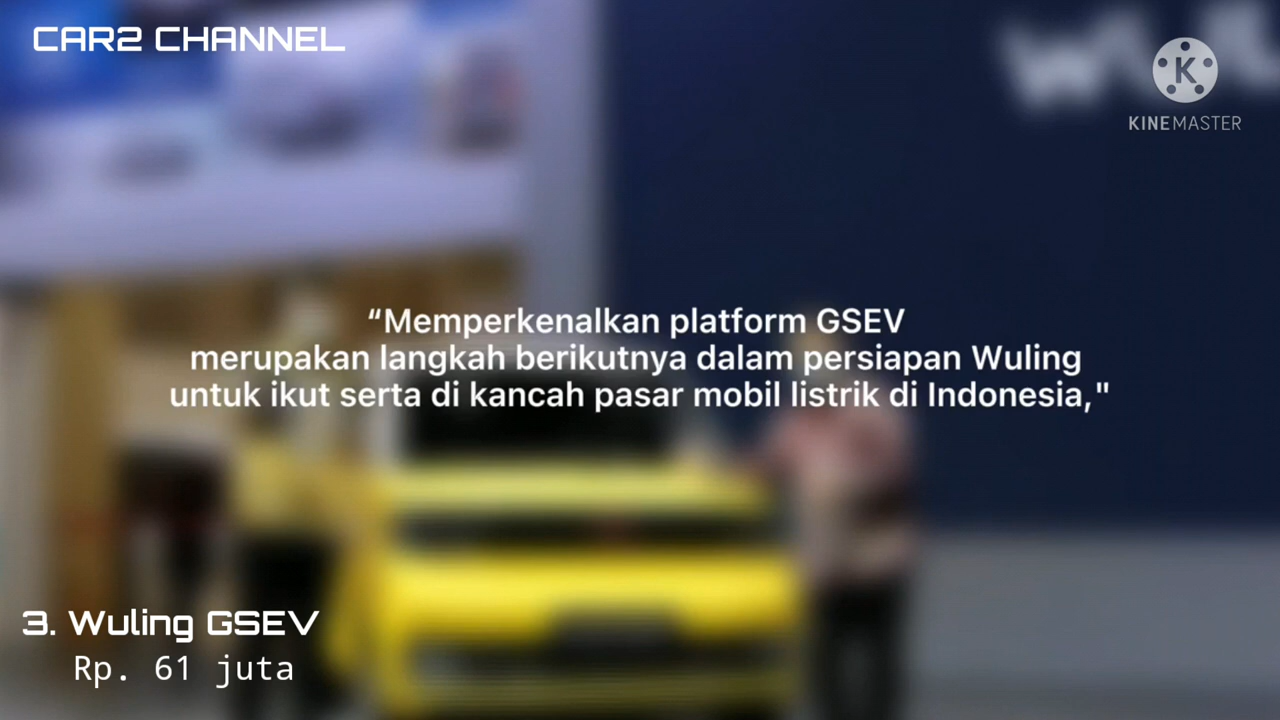 CAR2 CHANNEL
K
KINEMASTER
“Memperkenalkan platform GSEV
merupakan langkah berikutnya dalam persiapan Wuling
untuk ikut serta di kancah pasar mobil listrik di Indonesia,"
3. Wuling GSEV
Rp. 61 juta